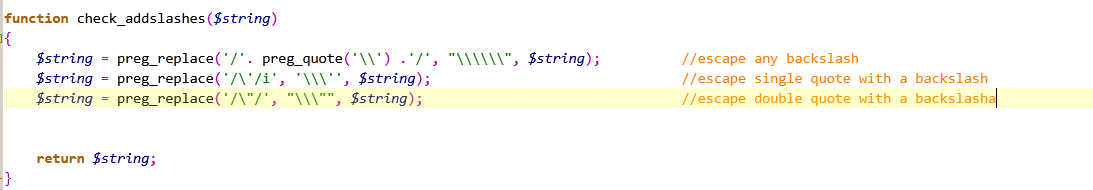 function check_addslashes($string)
{
$string = preg_replace('/'. preg_quote('\\') .'/', "\\\\\\", $string); //escape any backslash
$string = preg_replace('/\'/i', '\\\'', $string); //escape single quote with a backslash
$string = preg_replace('/\"/', "\\\"", $string); //escape double quote with a backslasha
return $string;
}